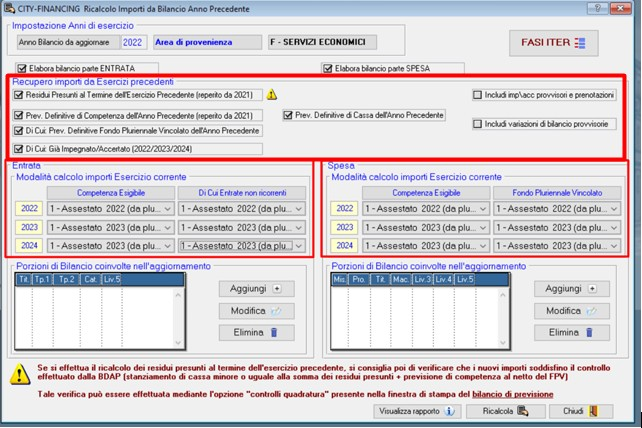 CITY-FINANCING Ricalcolo Importi da Bilancio Anno Precedente
Impostazione Anni di esercizio
Anno Bilancio da aggiornare 2022 Area di provenienza F - SERVIZI ECONOMICI FASI ITER
Elabora bilancio parte ENTRATA Elabora bilancio parte SPESA
Recupero importi da Esercizi precedenti
Residui Presunti al Termine dell'Esercizio Precedente (reperito da 2021) Includi imp\acc provvisori e prenotazioni
Prev. Definitive di Competenza dell'Anno Precedente (reperito da 2021) Prev. Definitive di Cassa dell'Anno Precedente
Includi variazioni di bilancio provvisorie
Di Cui: Prev. Definitive Fondo Pluriennale Vincolato dell'Anno Precedente
Di Cui: Già Impegnato/Accertato (2022/2023/2024)
Entrata Spesa
Modalità calcolo importi Esercizio corrente Modalità calcolo importi Esercizio corrente
Competenza Esigibile Di Cui Entrate non ricorrenti Competenza Esigibile Fondo Pluriennale Vincolato
2022 1 - Assestato 2022 (da plu... 1 - Assestato 2022 (da plu... 2022 1 - Assestato 2022 (da plu... 1 - Assestato 2022 (da plu...
2023 1 - Assestato 2023 (da plu... 1 - Assestato 2023 (da plu... 2023 1 - Assestato 2023 (da plu... 1 - Assestato 2023 (da plu...
2024 1 - Assestato 2023 (da plu... 1 - Assestato 2023 (da plu... 2024 1 - Assestato 2023 (da plu... 1 - Assestato 2023 (da plu...
Porzioni di Bilancio coinvolte nell'aggiornamento Porzioni di Bilancio coinvolte nell'aggiornamento
Tit. Tp.1 Tp.2 Cat. Liv.5 Mis. Pro. Tit. Mac. Liv.3 Liv.4 Liv.5
Aggiungi Aggiungi
Modifica Modifica
Elimina Elimina
Se si effettua il ricalcolo dei residui presunti al termine dell'esercizio precedente, si consiglia poi di verificare che i nuovi importi soddisfino il controllo
effettuato dalla BDAP (stanziamento di cassa minore o uguale alla somma dei residui presunti + previsione di competenza al netto del FPV)
Tale verifica può essere effettuata mediante l'opzione "controlli quadratura" presente nella finestra di stampa del bilancio di previsione
Visualizza rapporto Ricalcola Chiudi